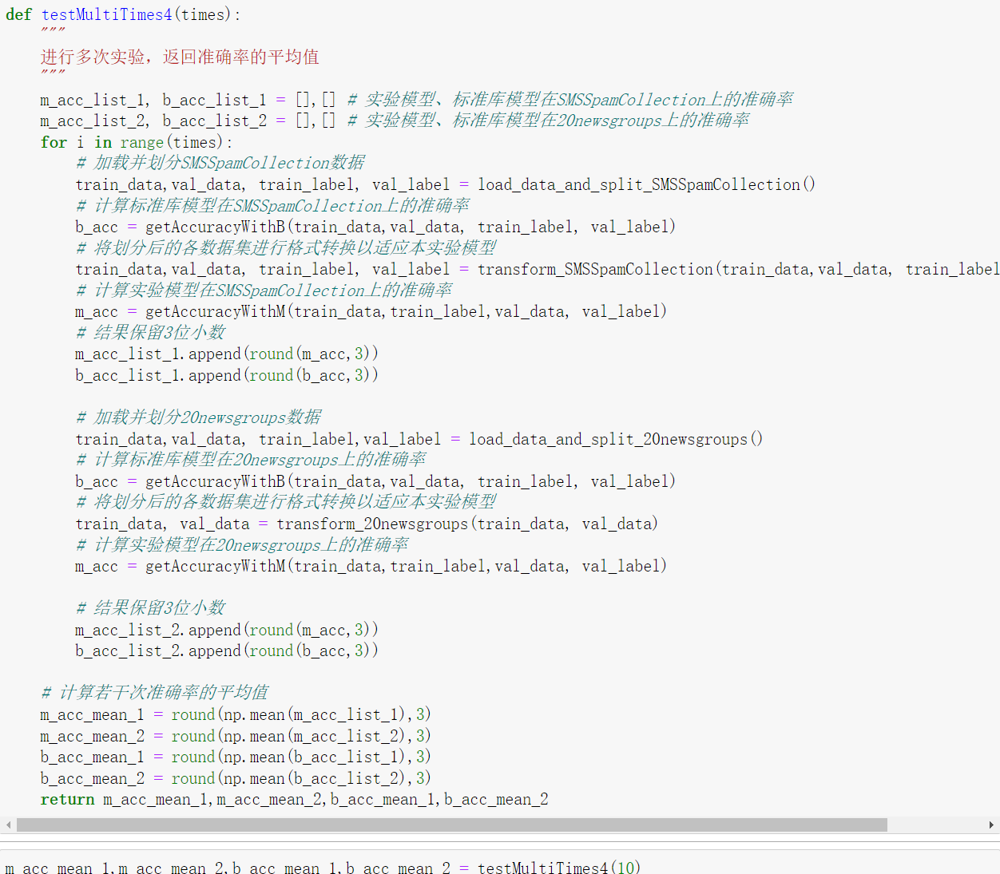 def testMultiTimes4(times):
    """
    进行多次实验，返回准确率的平均值
    """
    m_acc_list_1, b_acc_list_1 = [],[] # 实验模型、标准库模型在SMSSpamCollection上的准确率
    m_acc_list_2, b_acc_list_2 = [],[] # 实验模型、标准库模型在20newsgroups上的准确率
    for i in range(times):
        # 加载并划分SMSSpamCollection数据
        train_data,val_data, train_label, val_label = load_data_and_split_SMSSpamCollection()
        # 计算标准库模型在SMSSpamCollection上的准确率
        b_acc = getAccuracyWithB(train_data,val_data, train_label, val_label)
        # 将划分后的各数据集进行格式转换以适应本实验模型
        train_data,val_data, train_label, val_label = transform_SMSSpamCollection(train_data,val_data, train_label
        # 计算实验模型在SMSSpamCollection上的准确率
        m_acc = getAccuracyWithM(train_data,train_label,val_data, val_label)
        # 结果保留3位小数
        m_acc_list_1.append(round(m_acc,3))
        b_acc_list_1.append(round(b_acc,3))
        # 加载并划分20newsgroups数据
        train_data,val_data, train_label,val_label = load_data_and_split_20newsgroups()
        # 计算标准库模型在20newsgroups上的准确率
        b_acc = getAccuracyWithB(train_data,val_data, train_label, val_label)
        # 将划分后的各数据集进行格式转换以适应本实验模型
        train_data, val_data = transform_20newsgroups(train_data, val_data)
        # 计算实验模型在20newsgroups上的准确率
        m_acc = getAccuracyWithM(train_data,train_label,val_data, val_label)
        # 结果保留3位小数
        m_acc_list_2.append(round(m_acc,3))
        b_acc_list_2.append(round(b_acc,3))
    # 计算若干次准确率的平均值
    m_acc_mean_1 = round(np.mean(m_acc_list_1),3)
    m_acc_mean_2 = round(np.mean(m_acc_list_2),3)
    b_acc_mean_1 = round(np.mean(b_acc_list_1),3)
    b_acc_mean_2 = round(np.mean(b_acc_list_2),3)
    return m_acc_mean_1,m_acc_mean_2,b_acc_mean_1,b_acc_mean_2
m_acc_mean_1,m_acc_mean_2,b_acc_mean_1,b_acc_mean_2 = testMultiTimes4(10)